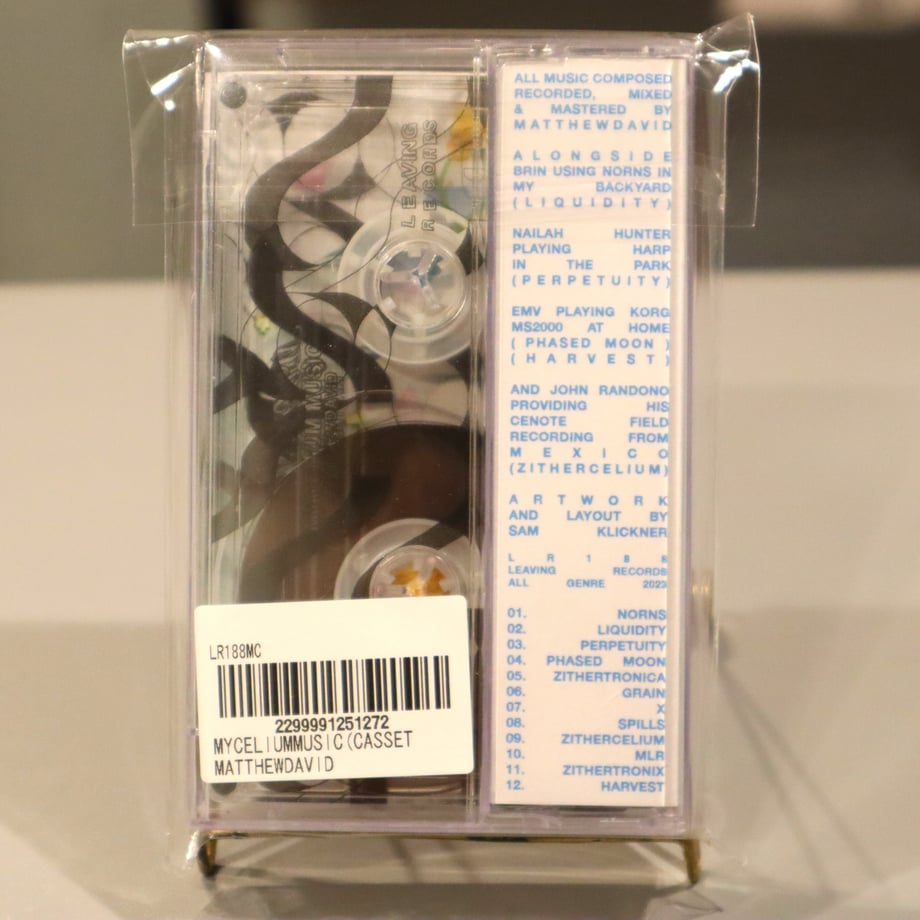 LEAVING
RECORDS
LR188MC
2299991251272
MYCELIUMMUSIC(CASSET
MATTHEWDAVID
ALL MUSIC COMPOSED
RECORDED, MIXED
& MASTERED BY
MATTHEWDAVID
ALONGSIDE
BRIN USING NORNS IN
MY BACKYARD
(LIQUIDITY)
NAILAH HUNTER
PLAYING HARP
IN THE PARK
(PERPETUITY)
EMV PLAYING KORG
MS2000 AT HOME
(PHASED MOON)
(HARVEST)
AND JOHN RANDONO
PROVIDING HIS
CENOTE FIELD
RECORDING FROM
MEXICO
(ZITHERCELIUM)
ARTWORK
AND LAYOUT BY
SAM KLICKNER
LR188
LEAVING RECORDS
ALL GENRE 2023
01. NORNS
02. LIQUIDITY
03. PERPETUITY
04. PHASED MOON
05. ZITHERTRONICA
06. GRAIN
07. X
08. SPILLS
09. ZITHERCELIUM
10. MLR
11. ZITHERTRONIX
12. HARVEST